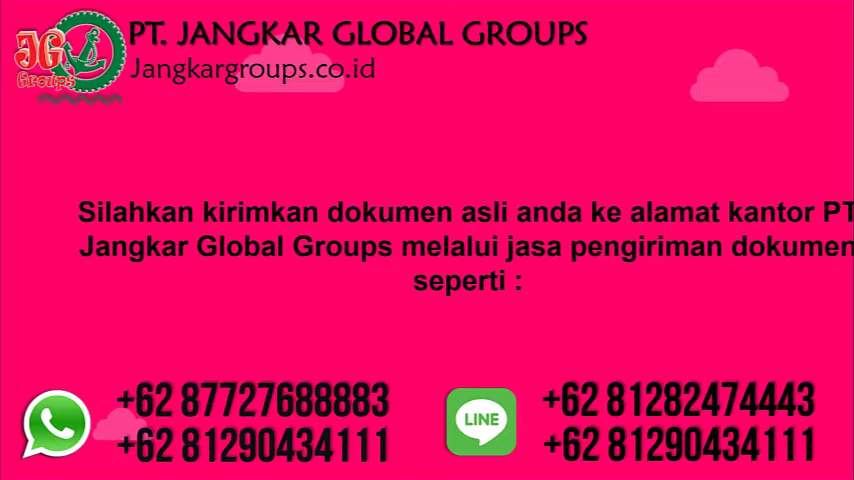 JG
Groups
PT. JANGKAR GLOBAL GROUPS
Jangkargroups.co.id
Silahkan kirimkan dokumen asli anda ke alamat kantor PT
Jangkar Global Groups melalui jasa pengiriman dokumen
seperti :
+62 87727688883
+62 81290434111
LINE
+62 81282474443
+62 81290434111